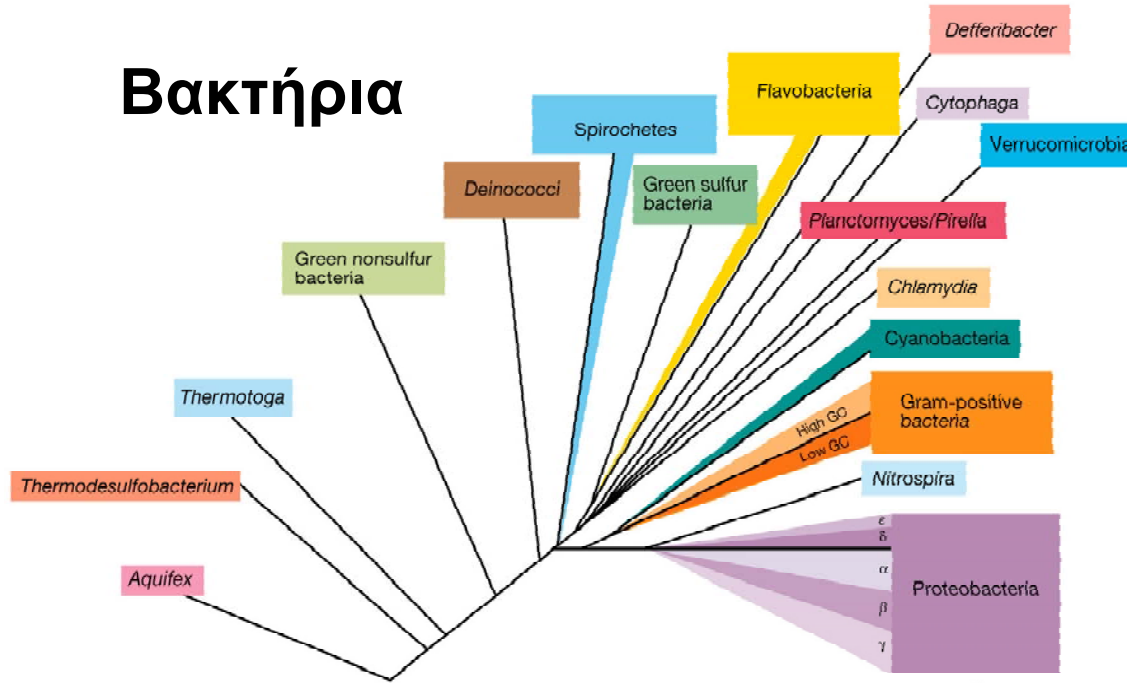 Βακτήρια
Defferibacter
Flavobacteria
Cytophaga
Spirochetes
Verrucomicrobia
Deinococci
Green sulfur
bacteria
Planctomyces/Pirella
Green nonsulfur
bacteria
Chlamydia
Cyanobacteria
Thermotoga
Gram-positive
bacteria
High GC
Low GC
Thermodesulfobacterium
Nitrospira
ε
δ
α
Proteobacteria
Aquifex
β
γ